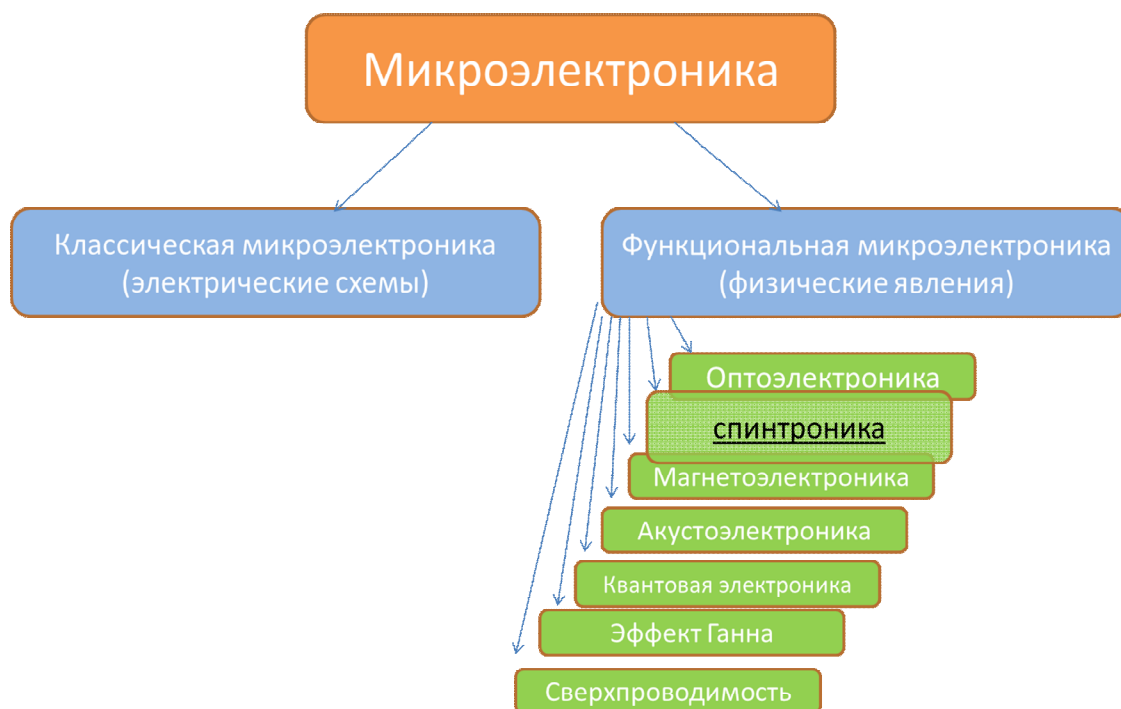 Микроэлектроника
Классическая микроэлектроника
(электрические схемы)
Функциональная микроэлектроника
(физические явления)
Оптоэлектроника
спинтроника
Магнетоэлектроника
Акустоэлектроника
Квантовая электроника
Эффект Ганна
Сверхпроводимость